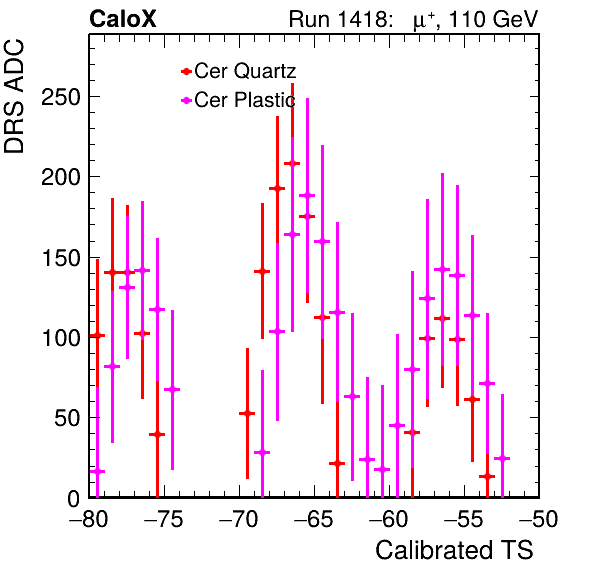 CaloX Run 1418: μ⁺, 110 GeV
DRS ADC
Cer Quartz
Cer Plastic
250
200
150
100
50
0
−80 −75 −70 −65 −60 −55 −50
Calibrated TS